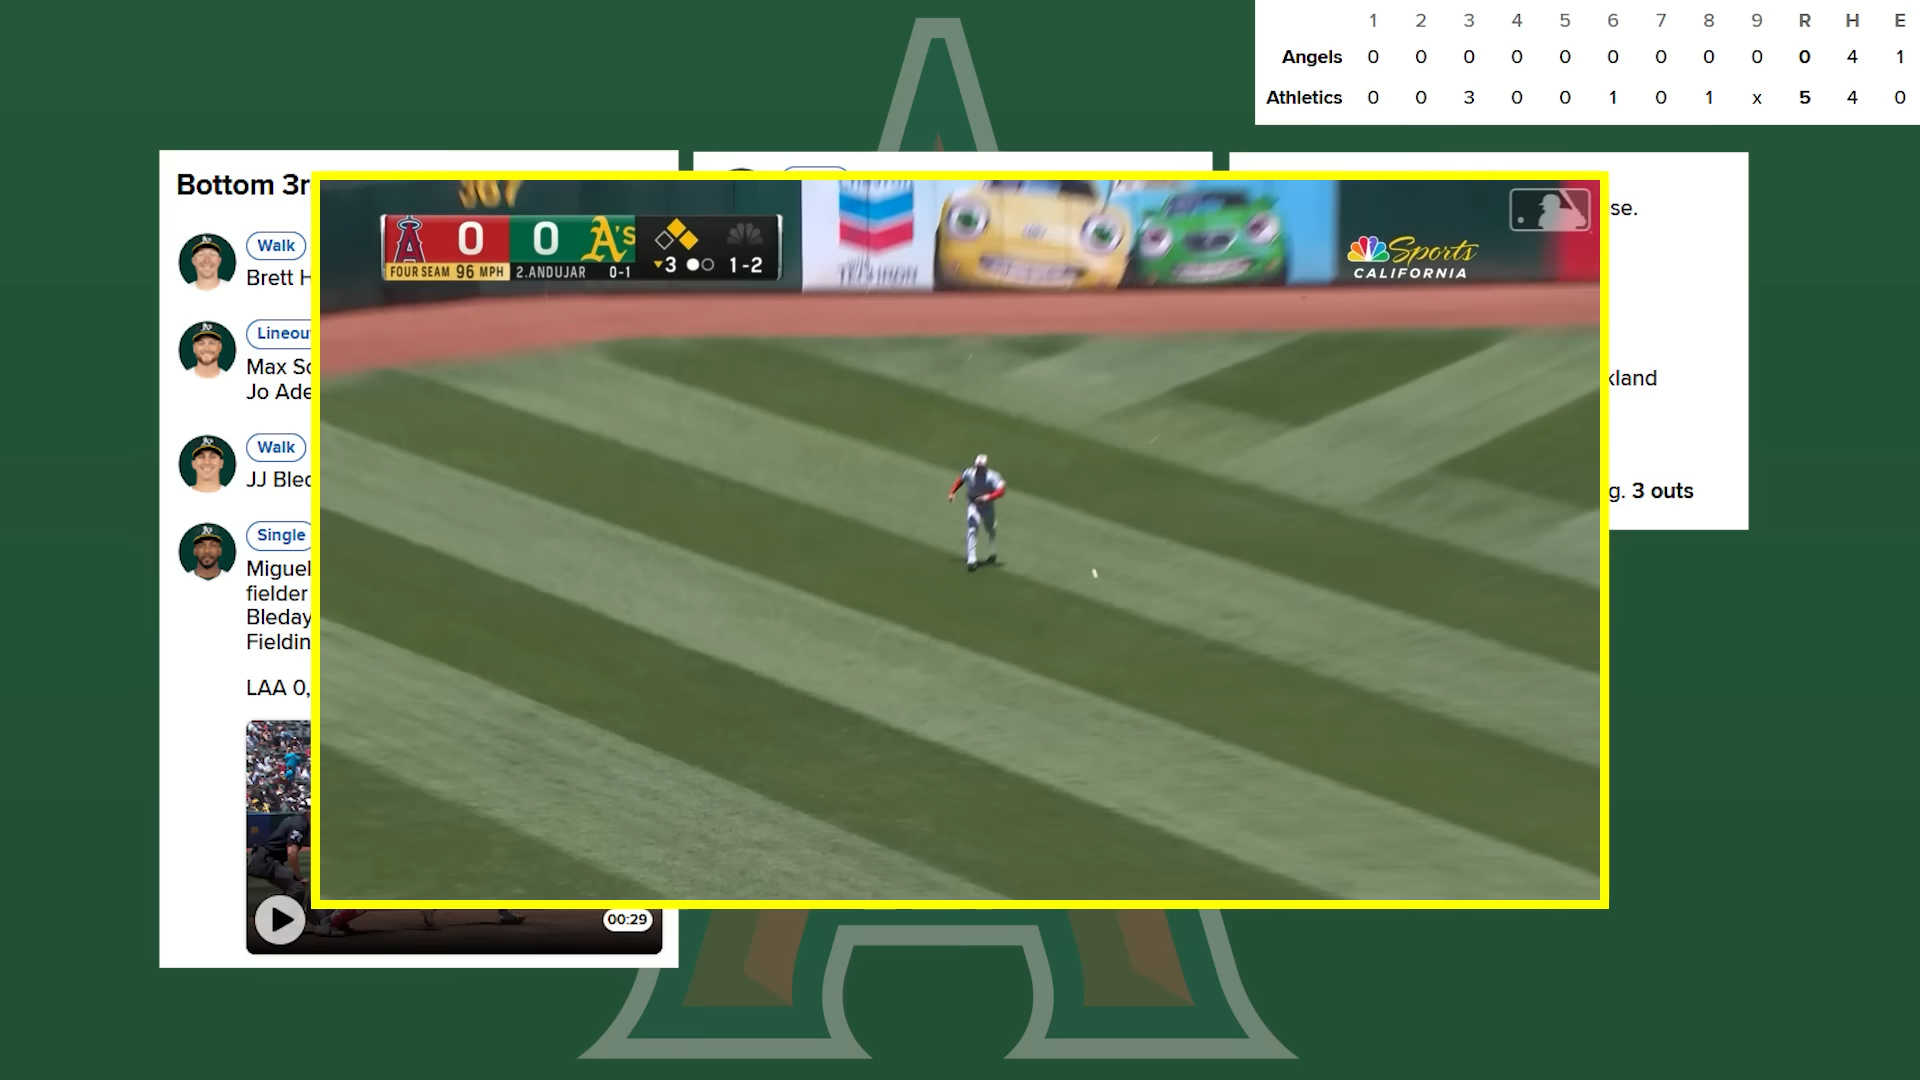 1 2 3 4 5 6 7 8 9 R H E
Angels 0 0 0 0 0 0 0 0 0 0 4 1
Athletics 0 0 3 0 0 1 0 1 x 5 4 0
Bottom 3r
Walk
Brett H
Lineou
Max Sc
Jo Ade
Walk
JJ Bled
Single
Miguel
fielder
Bleday
Fieldin
LAA 0,
00:29
367
0 0 A's
3 1-2
FOUR SEAM 96 MPH 2.ANDUJAR 0-1
Sports
CALIFORNIA
se.
kland
g. 3 outs